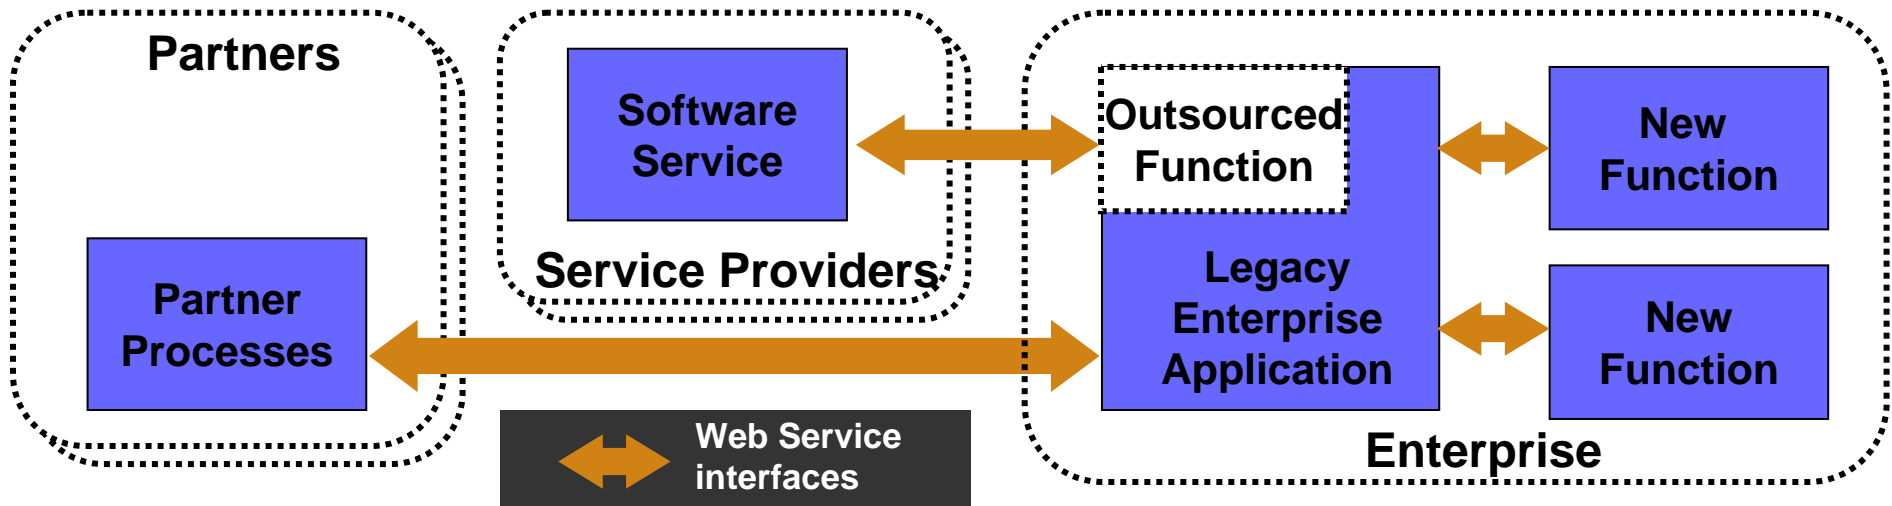 Partners
Partner
Processes
Software
Service
Service Providers
Outsourced
Function
Legacy
Enterprise
Application
New
Function
New
Function
Enterprise
Web Service
interfaces